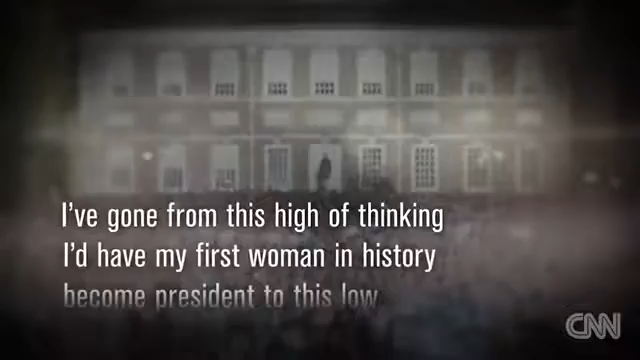 I've gone from this high of thinking
I'd have my first woman in history
become president to this low
CNN